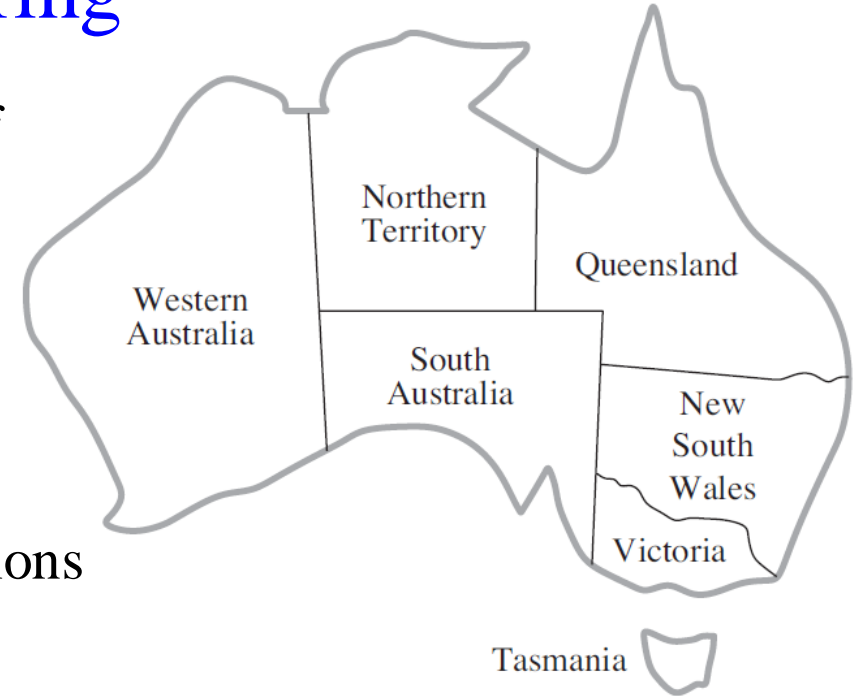 Northern
Territory
Queensland
Western
Australia
South
Australia
New
South
Wales
Victoria
Tasmania